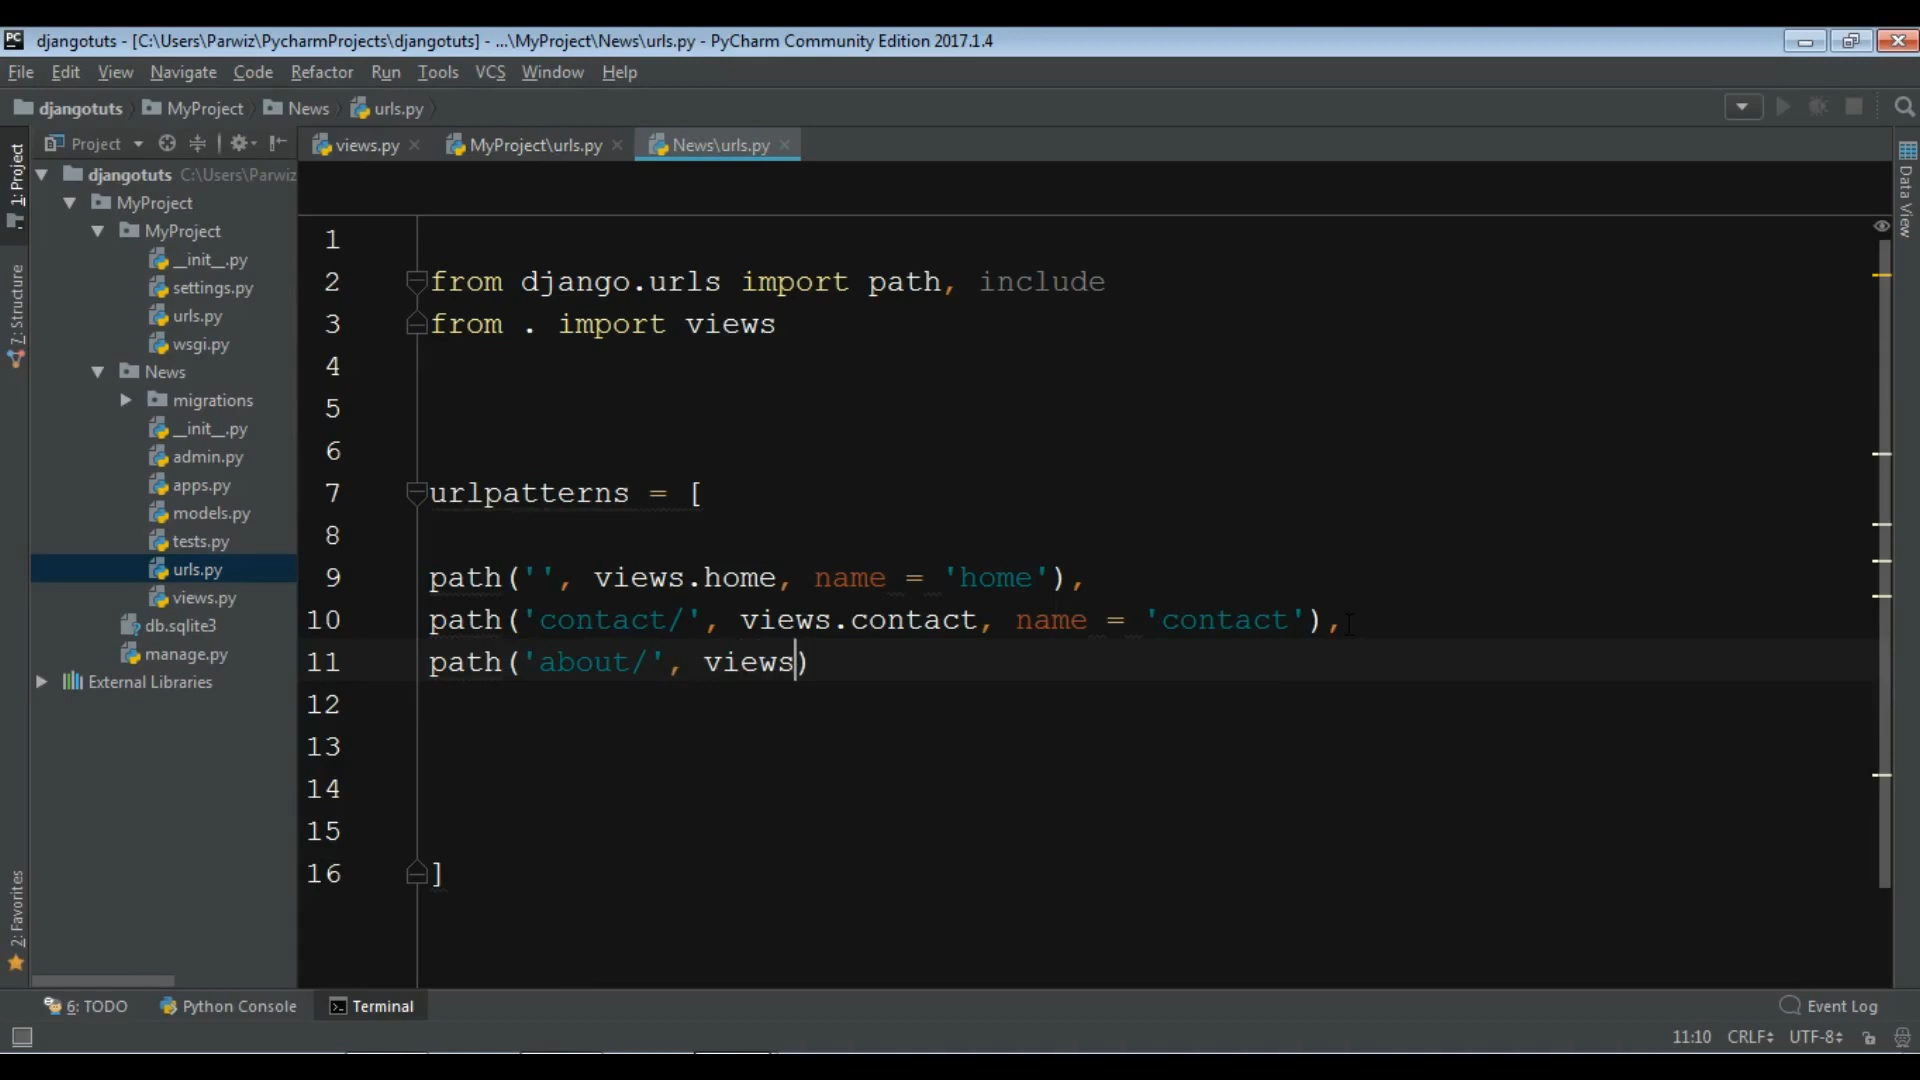 djangotuts - [C:\Users\Parwiz\PycharmProjects\djangotuts] - ...\MyProject\News\urls.py - PyCharm Community Edition 2017.1.4
File Edit View Navigate Code Refactor Run Tools VCS Window Help
djangotuts MyProject News urls.py
Project
views.py MyProject\urls.py News\urls.py
1: Project
7: Structure
2: Favorites
djangotuts C:\Users\Parwiz
MyProject
MyProject
__init__.py
settings.py
urls.py
wsgi.py
News
migrations
__init__.py
admin.py
apps.py
models.py
tests.py
urls.py
views.py
db.sqlite3
manage.py
External Libraries
1
2 from django.urls import path, include
3 from . import views
4
5
6
7 urlpatterns = [
8
9 path('', views.home, name = 'home'),
10 path('contact/', views.contact, name = 'contact'),
11 path('about/', views)
12
13
14
15
16 ]
Data View
6: TODO Python Console Terminal Event Log
11:10 CRLF UTF-8